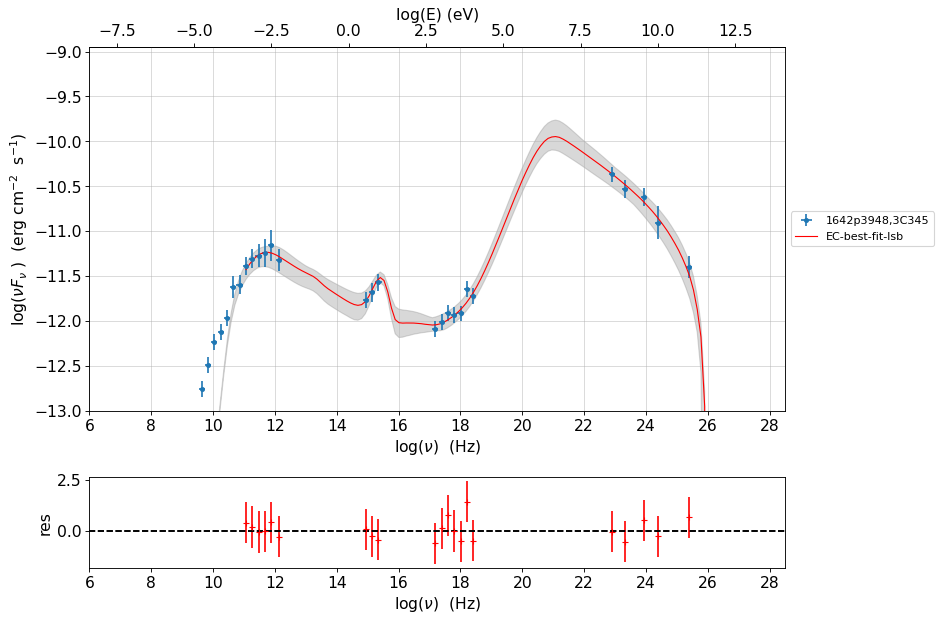 log(E) (eV)
−7.5 −5.0 −2.5 0.0 2.5 5.0 7.5 10.0 12.5
−9.0
−9.5
−10.0
−10.5
−11.0
−11.5
−12.0
−12.5
−13.0
log(νFν ) (erg cm⁻² s⁻¹)
1642p3948,3C345
EC-best-fit-lsb
6 8 10 12 14 16 18 20 22 24 26 28
log(ν) (Hz)
2.5
0.0
res
6 8 10 12 14 16 18 20 22 24 26 28
log(ν) (Hz)